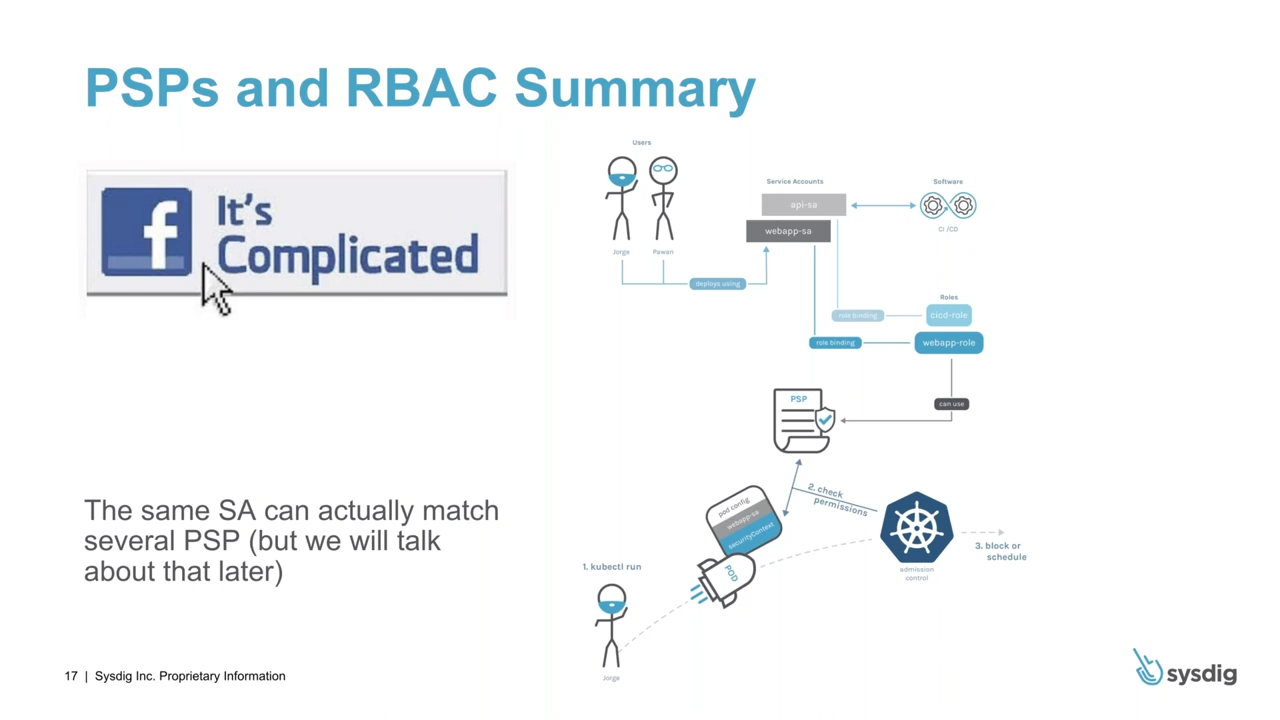 PSPs and RBAC Summary
f
It's
Complicated
The same SA can actually match
several PSP (but we will talk
about that later)
Users
Jorge
Pawan
deploys using
Service Accounts
api-sa
webapp-sa
Software
CI /CD
Roles
role binding
cicd-role
role binding
webapp-role
can use
PSP
2. check
permissions
pod config
webapp-sa
securityContext
POD
admission
control
3. block or
schedule
1. kubectl run
Jorge
17 | Sysdig Inc. Proprietary Information
sysdig